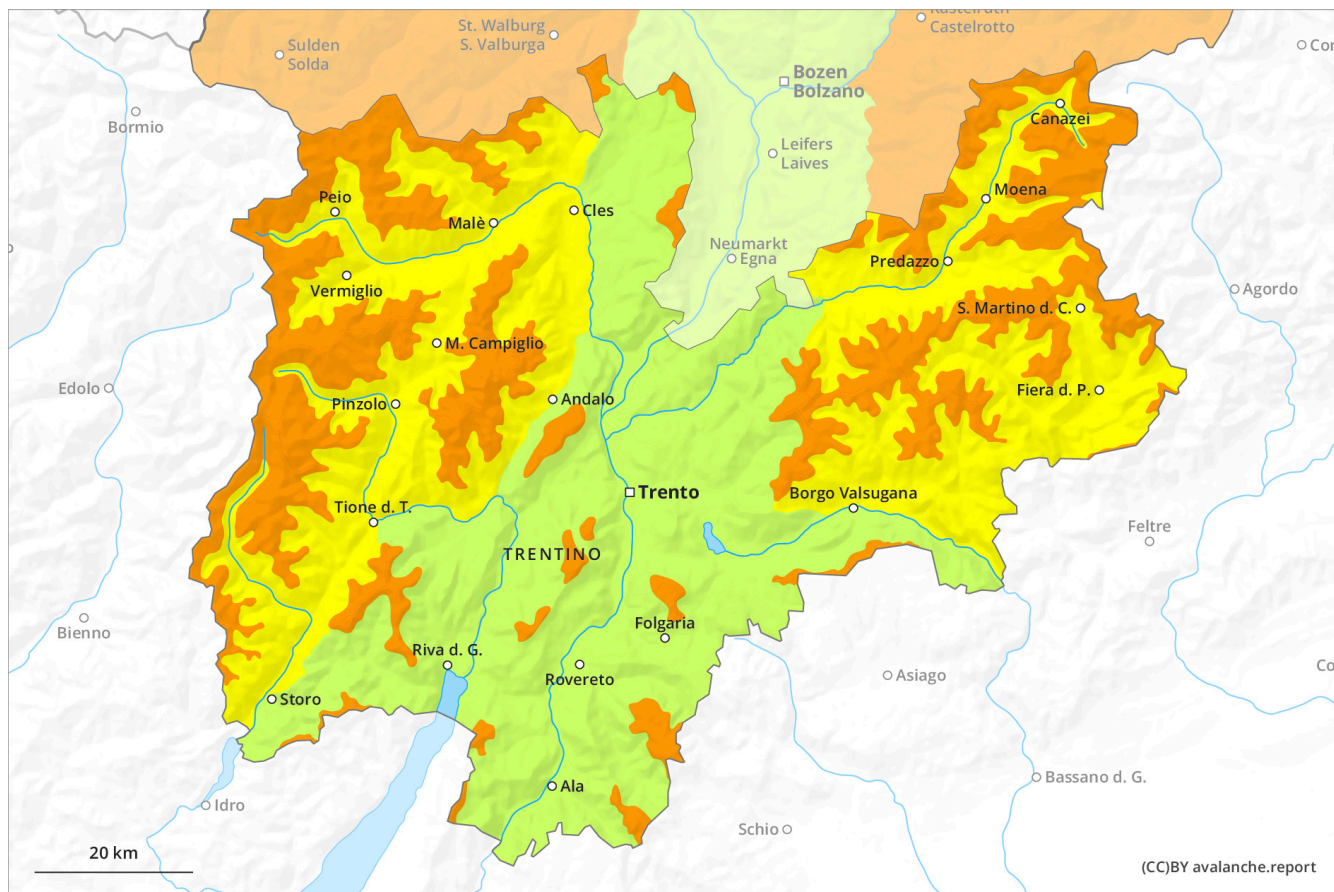 St. Walburg
S. Valburga
Castelrotto
Sulden
Solda
Bozen
Bolzano
Canazei
Bormio
Leifers
Laives
Moena
Peio
Malè
Cles
Neumarkt
Egna
Predazzo
Vermiglio
Agordo
S. Martino d. C.
M. Campiglio
Edolo
Fiera d. P.
Pinzolo
Andalo
Trento
Borgo Valsugana
Tione d. T.
Feltre
TRENTINO
Bienno
Folgaria
Riva d. G.
Rovereto
Asiago
Storo
Bassano d. G.
Ala
Idro
Schio
20 km
(CC)BY avalanche.report